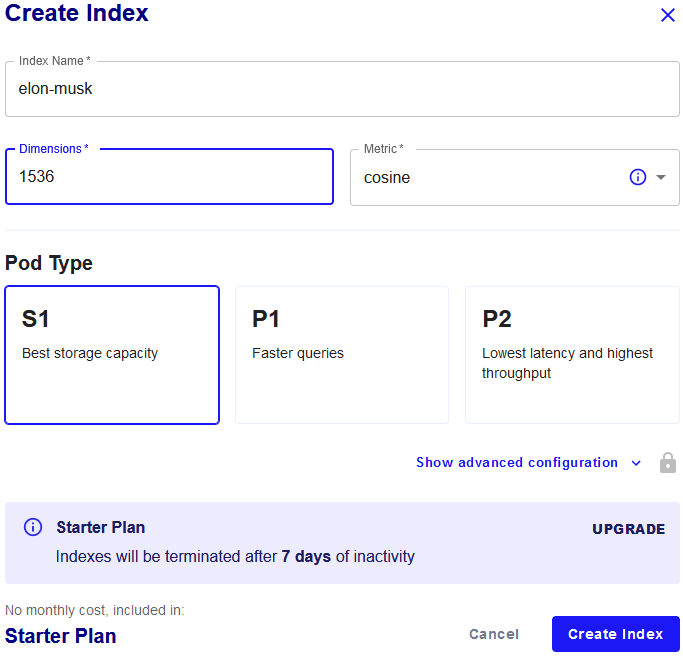 Create Index
Index Name *
elon-musk
Dimensions *
1536
Metric *
cosine
Pod Type
S1
Best storage capacity
P1
Faster queries
P2
Lowest latency and highest
throughput
Show advanced configuration
Starter Plan
UPGRADE
Indexes will be terminated after 7 days of inactivity
No monthly cost, included in:
Starter Plan
Cancel
Create Index